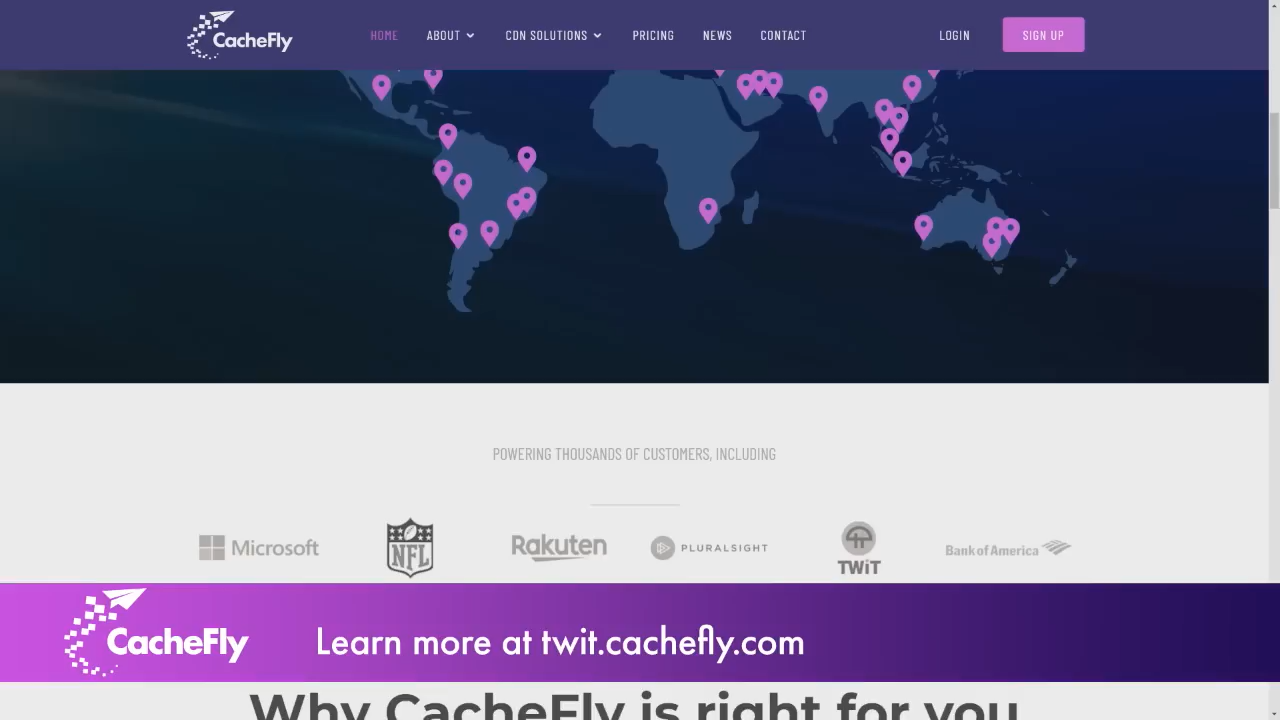 CacheFly
HOME ABOUT CDN SOLUTIONS PRICING NEWS CONTACT LOGIN SIGN UP
POWERING THOUSANDS OF CUSTOMERS, INCLUDING
Microsoft NFL Rakuten PLURALSIGHT TWiT Bank of America
CacheFly Learn more at twit.cachefly.com
Why CacheFly is right for you